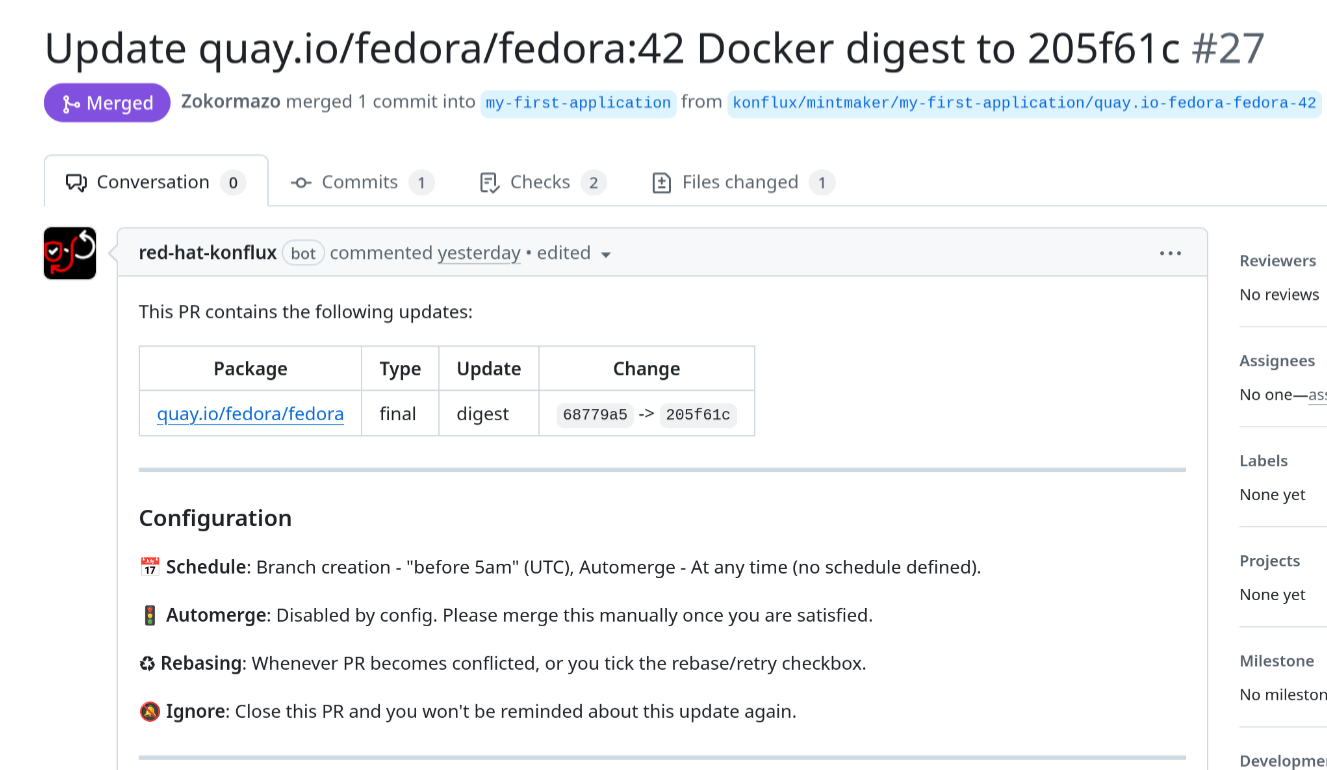 Update quay.io/fedora/fedora:42 Docker digest to 205f61c #27
Merged Zokormazo merged 1 commit into my-first-application from konflux/mintmaker/my-first-application/quay.io-fedora-fedora-42
Conversation 0 Commits 1 Checks 2 Files changed 1
red-hat-konflux bot commented yesterday • edited
This PR contains the following updates:
Package Type Update Change
quay.io/fedora/fedora final digest 68779a5 -> 205f61c
Configuration
📅 Schedule: Branch creation - "before 5am" (UTC), Automerge - At any time (no schedule defined).
🚦 Automerge: Disabled by config. Please merge this manually once you are satisfied.
♻ Rebasing: Whenever PR becomes conflicted, or you tick the rebase/retry checkbox.
🔕 Ignore: Close this PR and you won't be reminded about this update again.
Reviewers
No reviews
Assignees
No one—ass
Labels
None yet
Projects
None yet
Milestone
No mileston
Developme